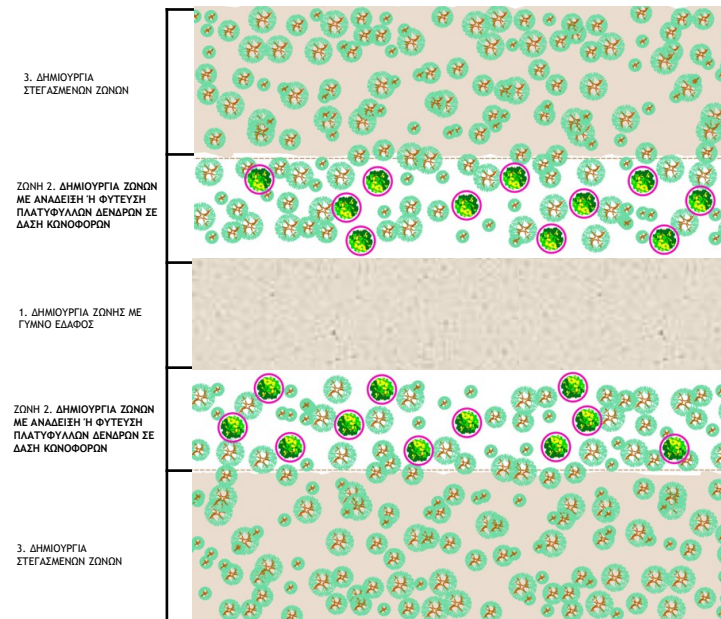 3. ΔΗΜΙΟΥΡΓΙΑ
ΣΤΕΓΑΣΜΕΝΩΝ ΖΩΝΩΝ
ΖΩΝΗ 2. ΔΗΜΙΟΥΡΓΙΑ ΖΩΝΩΝ
ΜΕ ΑΝΑΔΕΙΞΗ Ή ΦΥΤΕΥΣΗ
ΠΛΑΤΥΦΥΛΛΩΝ ΔΕΝΔΡΩΝ ΣΕ
ΔΑΣΗ ΚΩΝΟΦΟΡΩΝ
1. ΔΗΜΙΟΥΡΓΙΑ ΖΩΝΗΣ ΜΕ
ΓΥΜΝΟ ΕΔΑΦΟΣ
ΖΩΝΗ 2. ΔΗΜΙΟΥΡΓΙΑ ΖΩΝΩΝ
ΜΕ ΑΝΑΔΕΙΞΗ Ή ΦΥΤΕΥΣΗ
ΠΛΑΤΥΦΥΛΛΩΝ ΔΕΝΔΡΩΝ ΣΕ
ΔΑΣΗ ΚΩΝΟΦΟΡΩΝ
3. ΔΗΜΙΟΥΡΓΙΑ
ΣΤΕΓΑΣΜΕΝΩΝ ΖΩΝΩΝ